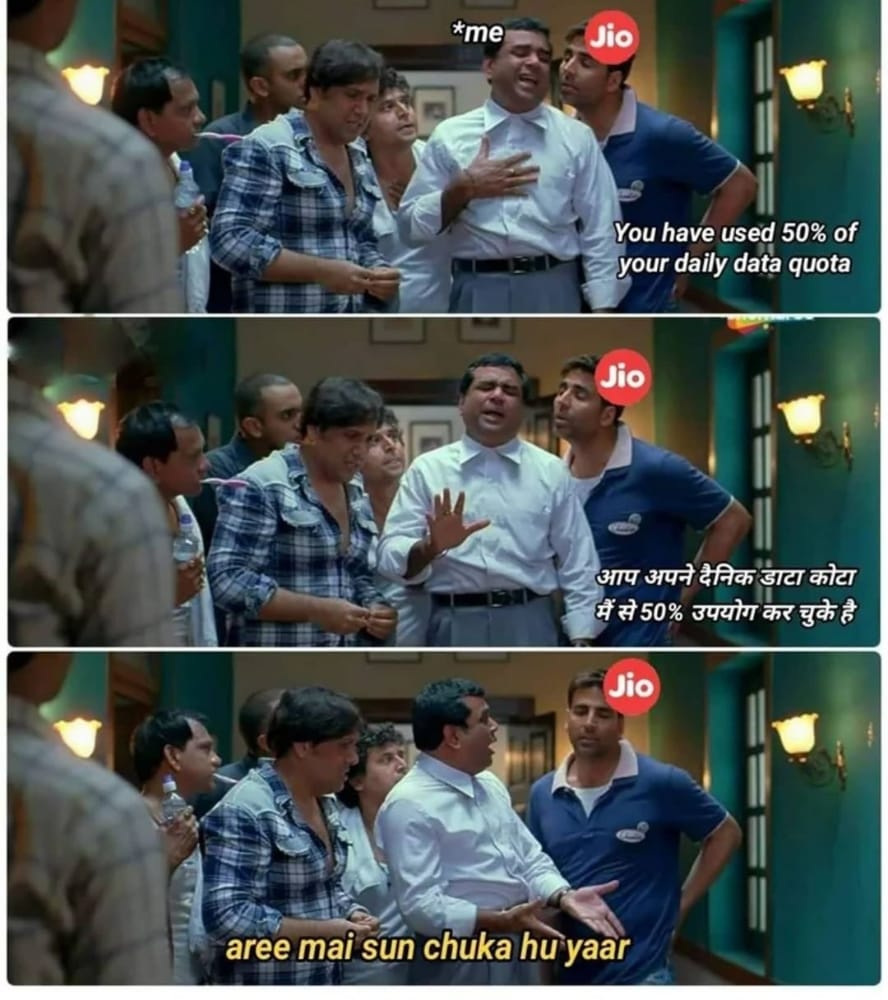 *me
Jio
You have used 50% of
your daily data quota
Jio
आप अपने दैनिक डाटा कोटा
मैं से 50% उपयोग कर चुके है
Jio
aree mai sun chuka hu yaar